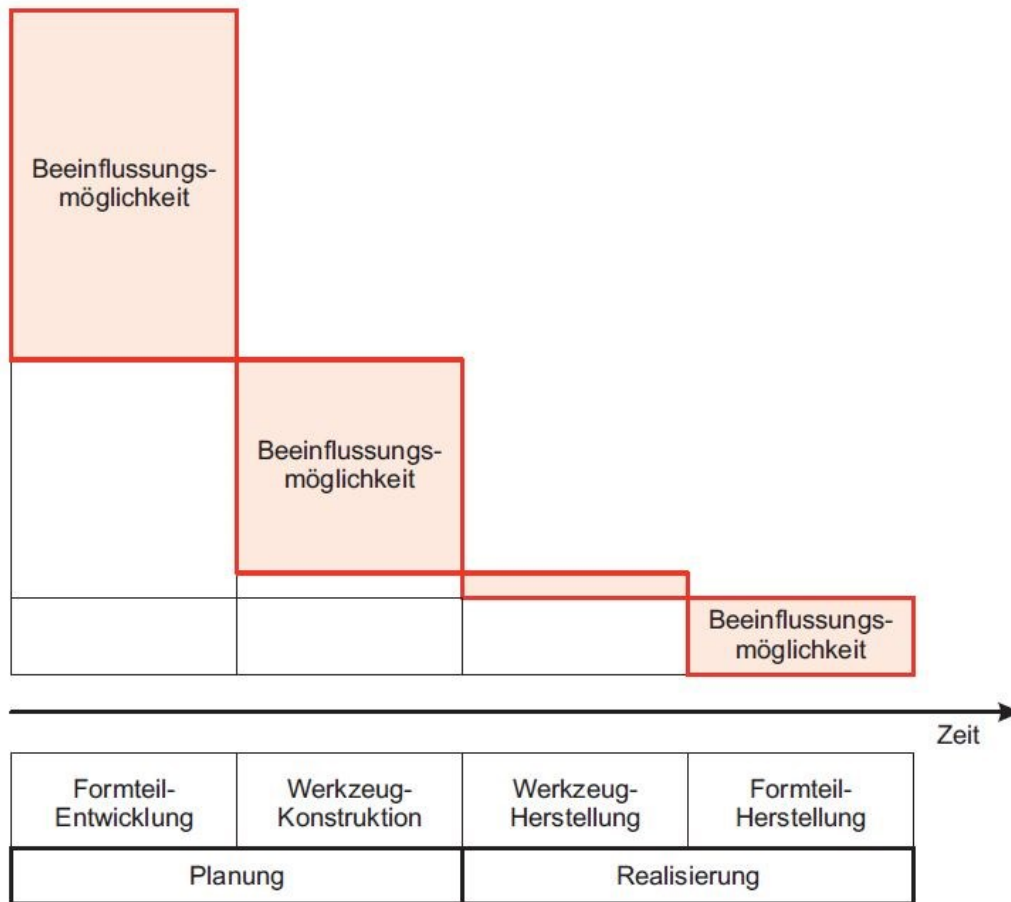 Beeinflussungs-
möglichkeit
Beeinflussungs-
möglichkeit
Beeinflussungs-
möglichkeit
Zeit
Formteil-
Entwicklung
Werkzeug-
Konstruktion
Werkzeug-
Herstellung
Formteil-
Herstellung
Planung
Realisierung